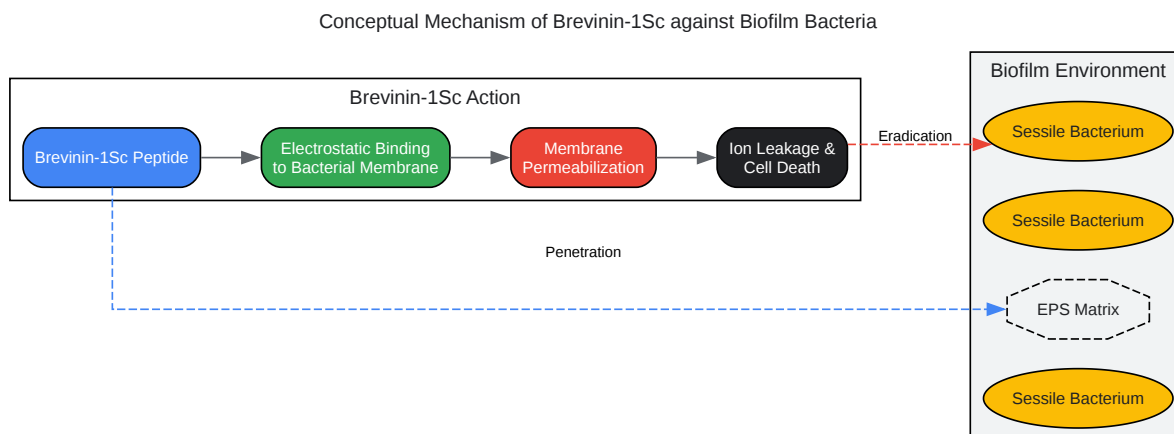 Conceptual Mechanism of Brevinin-1Sc against Biofilm Bacteria
Brevinin-1Sc Action
Brevinin-1Sc Peptide
Electrostatic Binding
to Bacterial Membrane
Membrane
Permeabilization
Ion Leakage &
Cell Death
Eradication
Penetration
Biofilm Environment
Sessile Bacterium
Sessile Bacterium
EPS Matrix
Sessile Bacterium